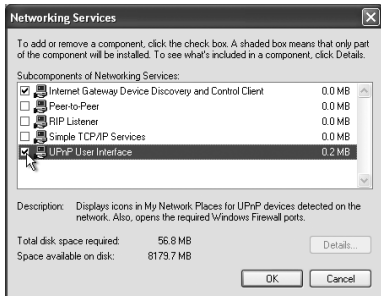 Networking Services
To add or remove a component, click the check box. A shaded box means that only part
of the component will be installed. To see what's included in a component, click Details.
Subcomponents of Networking Services:
Internet Gateway Device Discovery and Control Client 0.0 MB
Peer-to-Peer 0.0 MB
RIP Listener 0.0 MB
Simple TCP/IP Services 0.0 MB
UPnP User Interface 0.2 MB
Description: Displays icons in My Network Places for UPnP devices detected on the
network. Also, opens the required Windows Firewall ports.
Total disk space required: 56.8 MB
Space available on disk: 8179.7 MB
Details...
OK Cancel